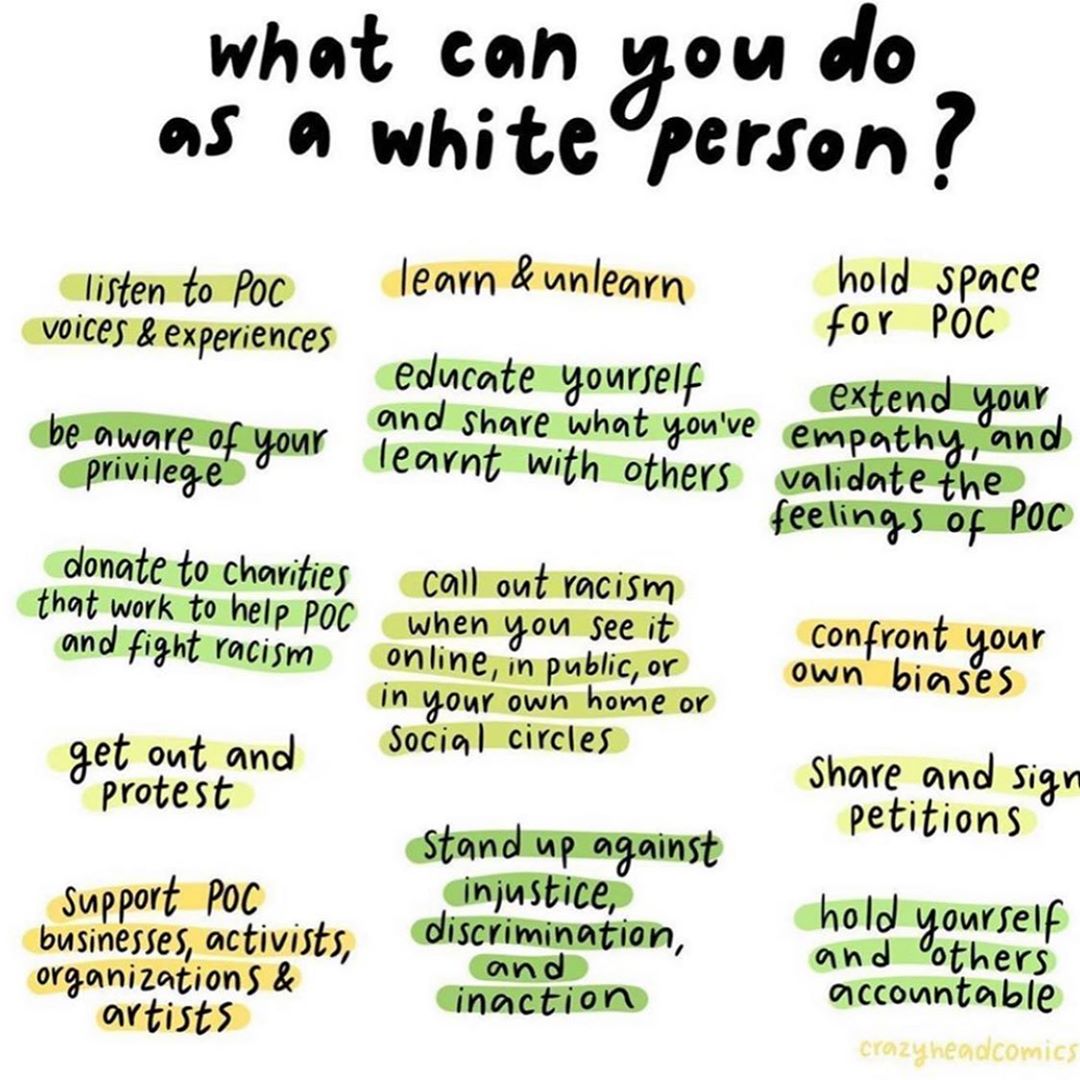 what can you do
as a white person?
listen to POC
voices & experiences
be aware of your
privilege
donate to charities
that work to help POC
and fight racism
get out and
protest
support POC
businesses, activists,
organizations &
artists
learn & unlearn
educate yourself
and share what you've
learnt with others
call out racism
when you see it
online, in public, or
in your own home or
social circles
stand up against
injustice,
discrimination,
and
inaction
hold space
for POC
extend your
empathy, and
validate the
feelings of POC
confront your
own biases
share and sign
petitions
hold yourself
and others
accountable
crazyheadcomics